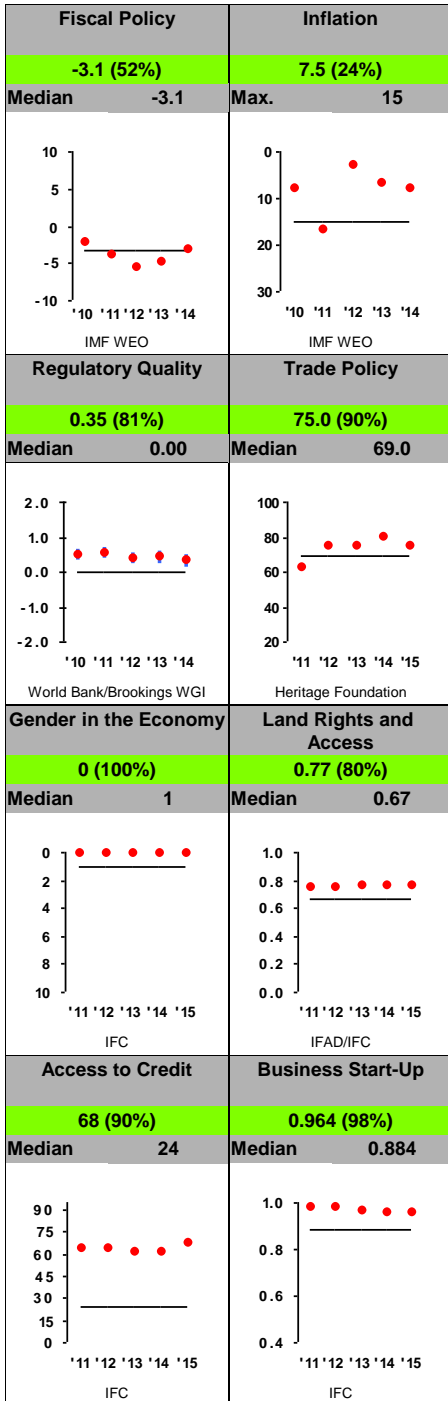 Fiscal Policy
-3.1 (52%)
Median -3.1
10
5
0
-5
-10
'10 '11 '12 '13 '14
IMF WEO
Inflation
7.5 (24%)
Max. 15
0
10
20
30
'10 '11 '12 '13 '14
IMF WEO
Regulatory Quality
0.35 (81%)
Median 0.00
2.0
1.0
0.0
-1.0
-2.0
'10 '11 '12 '13 '14
World Bank/Brookings WGI
Trade Policy
75.0 (90%)
Median 69.0
100
80
60
40
20
'11 '12 '13 '14 '15
Heritage Foundation
Gender in the Economy
0 (100%)
Median 1
0
2
4
6
8
10
'11 '12 '13 '14 '15
IFC
Land Rights and
Access
0.77 (80%)
Median 0.67
1.0
0.8
0.6
0.4
0.2
0.0
'11 '12 '13 '14 '15
IFAD/IFC
Access to Credit
68 (90%)
Median 24
90
75
60
45
30
15
0
'11 '12 '13 '14 '15
IFC
Business Start-Up
0.964 (98%)
Median 0.884
1.0
0.8
0.6
0.4
'11 '12 '13 '14 '15
IFC